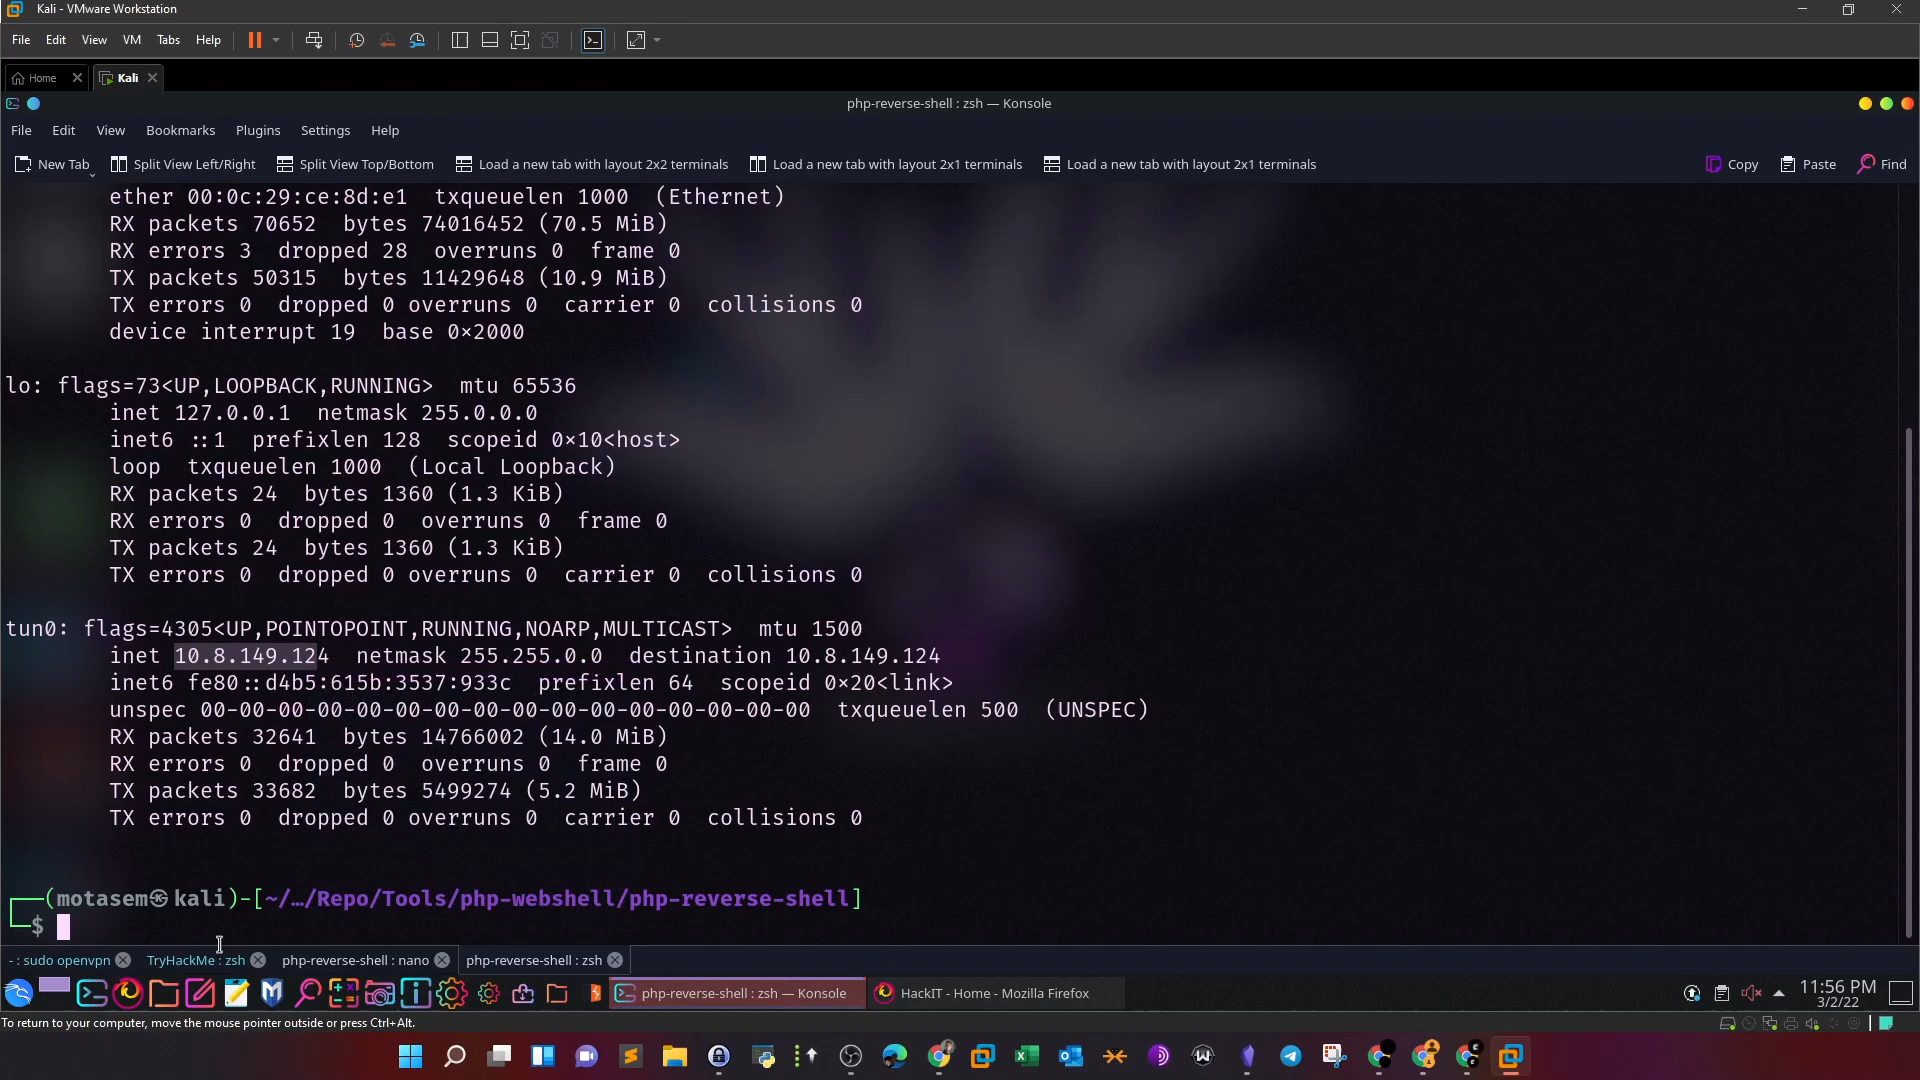 Kali - VMware Workstation
File Edit View VM Tabs Help
Home Kali
php-reverse-shell : zsh — Konsole
File Edit View Bookmarks Plugins Settings Help
New Tab Split View Left/Right Split View Top/Bottom Load a new tab with layout 2x2 terminals Load a new tab with layout 2x1 terminals Load a new tab with layout 2x1 terminals Copy Paste Find
ether 00:0c:29:ce:8d:e1 txqueuelen 1000 (Ethernet)
RX packets 70652 bytes 74016452 (70.5 MiB)
RX errors 3 dropped 28 overruns 0 frame 0
TX packets 50315 bytes 11429648 (10.9 MiB)
TX errors 0 dropped 0 overruns 0 carrier 0 collisions 0
device interrupt 19 base 0×2000
lo: flags=73<UP,LOOPBACK,RUNNING> mtu 65536
inet 127.0.0.1 netmask 255.0.0.0
inet6 ::1 prefixlen 128 scopeid 0×10<host>
loop txqueuelen 1000 (Local Loopback)
RX packets 24 bytes 1360 (1.3 KiB)
RX errors 0 dropped 0 overruns 0 frame 0
TX packets 24 bytes 1360 (1.3 KiB)
TX errors 0 dropped 0 overruns 0 carrier 0 collisions 0
tun0: flags=4305<UP,POINTOPOINT,RUNNING,NOARP,MULTICAST> mtu 1500
inet 10.8.149.124 netmask 255.255.0.0 destination 10.8.149.124
inet6 fe80::d4b5:615b:3537:933c prefixlen 64 scopeid 0×20<link>
unspec 00-00-00-00-00-00-00-00-00-00-00-00-00-00-00-00 txqueuelen 500 (UNSPEC)
RX packets 32641 bytes 14766002 (14.0 MiB)
RX errors 0 dropped 0 overruns 0 frame 0
TX packets 33682 bytes 5499274 (5.2 MiB)
TX errors 0 dropped 0 overruns 0 carrier 0 collisions 0
(motasem㉿kali)-[~/…/Repo/Tools/php-webshell/php-reverse-shell]
$
- : sudo openvpn TryHackMe : zsh php-reverse-shell : nano php-reverse-shell : zsh
php-reverse-shell : zsh — Konsole HackIT - Home - Mozilla Firefox 11:56 PM
3/2/22
To return to your computer, move the mouse pointer outside or press Ctrl+Alt.